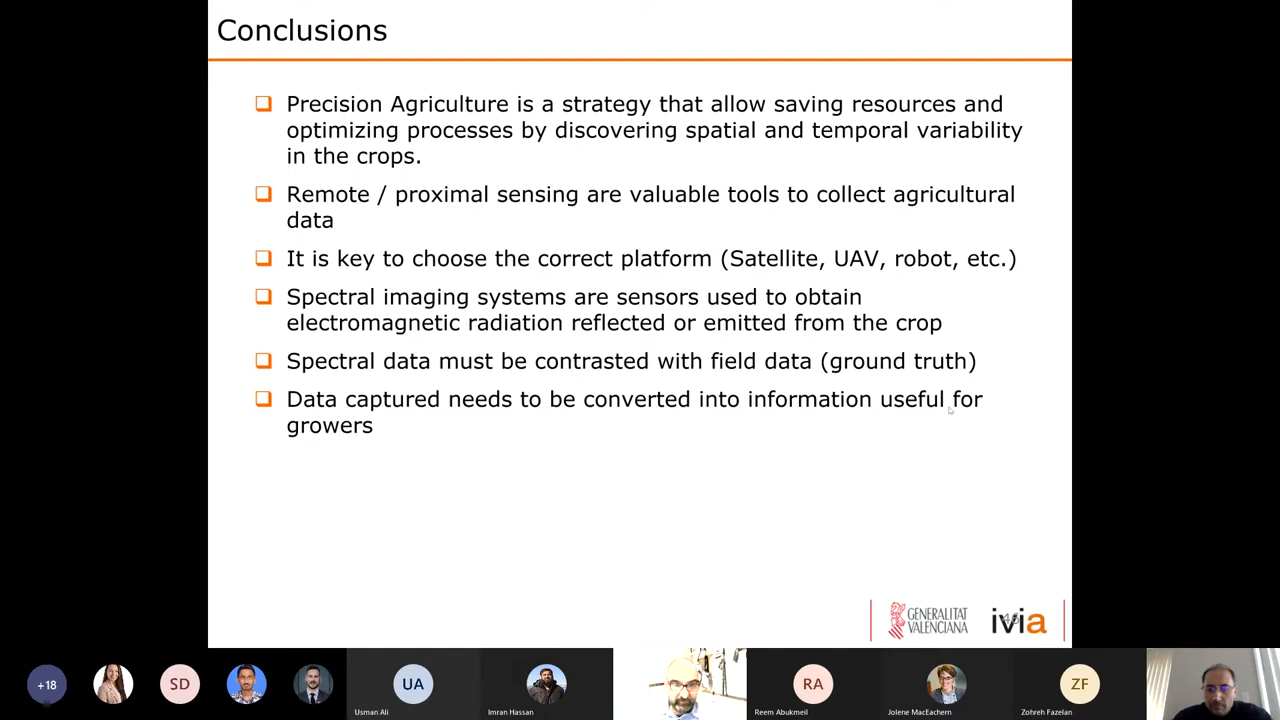 Conclusions
Precision Agriculture is a strategy that allow saving resources and
optimizing processes by discovering spatial and temporal variability
in the crops.
Remote / proximal sensing are valuable tools to collect agricultural
data
It is key to choose the correct platform (Satellite, UAV, robot, etc.)
Spectral imaging systems are sensors used to obtain
electromagnetic radiation reflected or emitted from the crop
Spectral data must be contrasted with field data (ground truth)
Data captured needs to be converted into information useful for
growers
GENERALITAT
VALENCIANA
ivia
+18
SD
UA
RA
ZF
Usman Ali
Imran Hassan
Reem Abukmeil
Jolene MacEachern
Zohreh Fazelan